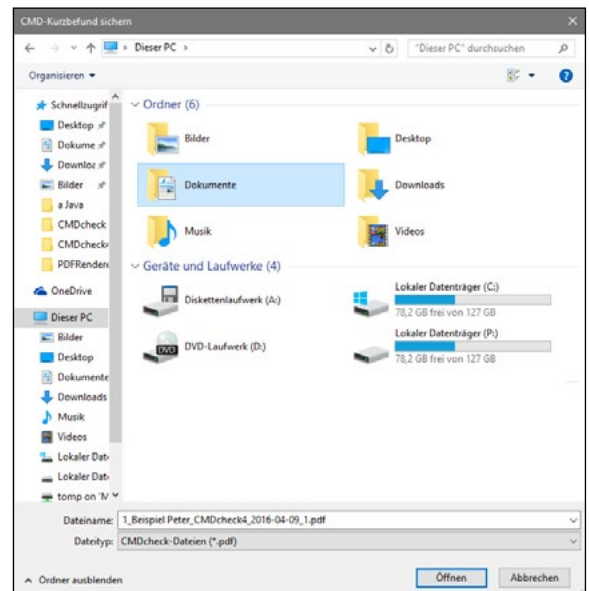 CMD-Kurzbefund sichern
Dieser PC
"Dieser PC" durchsuchen
Organisieren
Schnellzugrif
Desktop
Dokume
Downloa
Bilder
a Java
CMDcheck
CMDcheck
PDFRendere
OneDrive
Dieser PC
Bilder
Desktop
Dokumente
Downloads
Musik
Videos
Lokaler Dat
Lokaler Dat
tomp on 'M
Ordner (6)
Bilder
Desktop
Dokumente
Downloads
Musik
Videos
Geräte und Laufwerke (4)
Diskettenlaufwerk (A:)
Lokaler Datenträger (C:)
78,2 GB frei von 127 GB
DVD-Laufwerk (D:)
Lokaler Datenträger (P:)
78,2 GB frei von 127 GB
Dateiname: 1_Beispiel Peter_CMDcheck4_2016-04-09_1.pdf
Dateityp: CMDcheck-Dateien (*.pdf)
Ordner ausblenden
Öffnen
Abbrechen